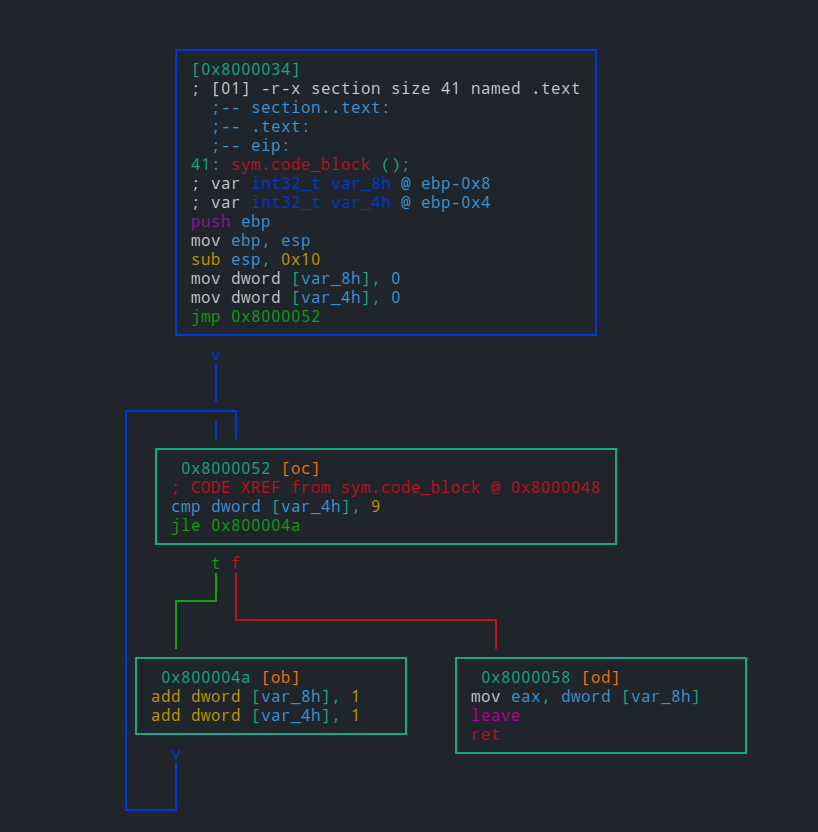 [0x8000034]
; [01] -r-x section size 41 named .text
;-- section..text:
;-- .text:
;-- eip:
41: sym.code_block ();
; var int32_t var_8h @ ebp-0x8
; var int32_t var_4h @ ebp-0x4
push ebp
mov ebp, esp
sub esp, 0x10
mov dword [var_8h], 0
mov dword [var_4h], 0
jmp 0x8000052
v
0x8000052 [oc]
; CODE XREF from sym.code_block @ 0x8000048
cmp dword [var_4h], 9
jle 0x800004a
t f
0x800004a [ob]
add dword [var_8h], 1
add dword [var_4h], 1
v
0x8000058 [od]
mov eax, dword [var_8h]
leave
ret